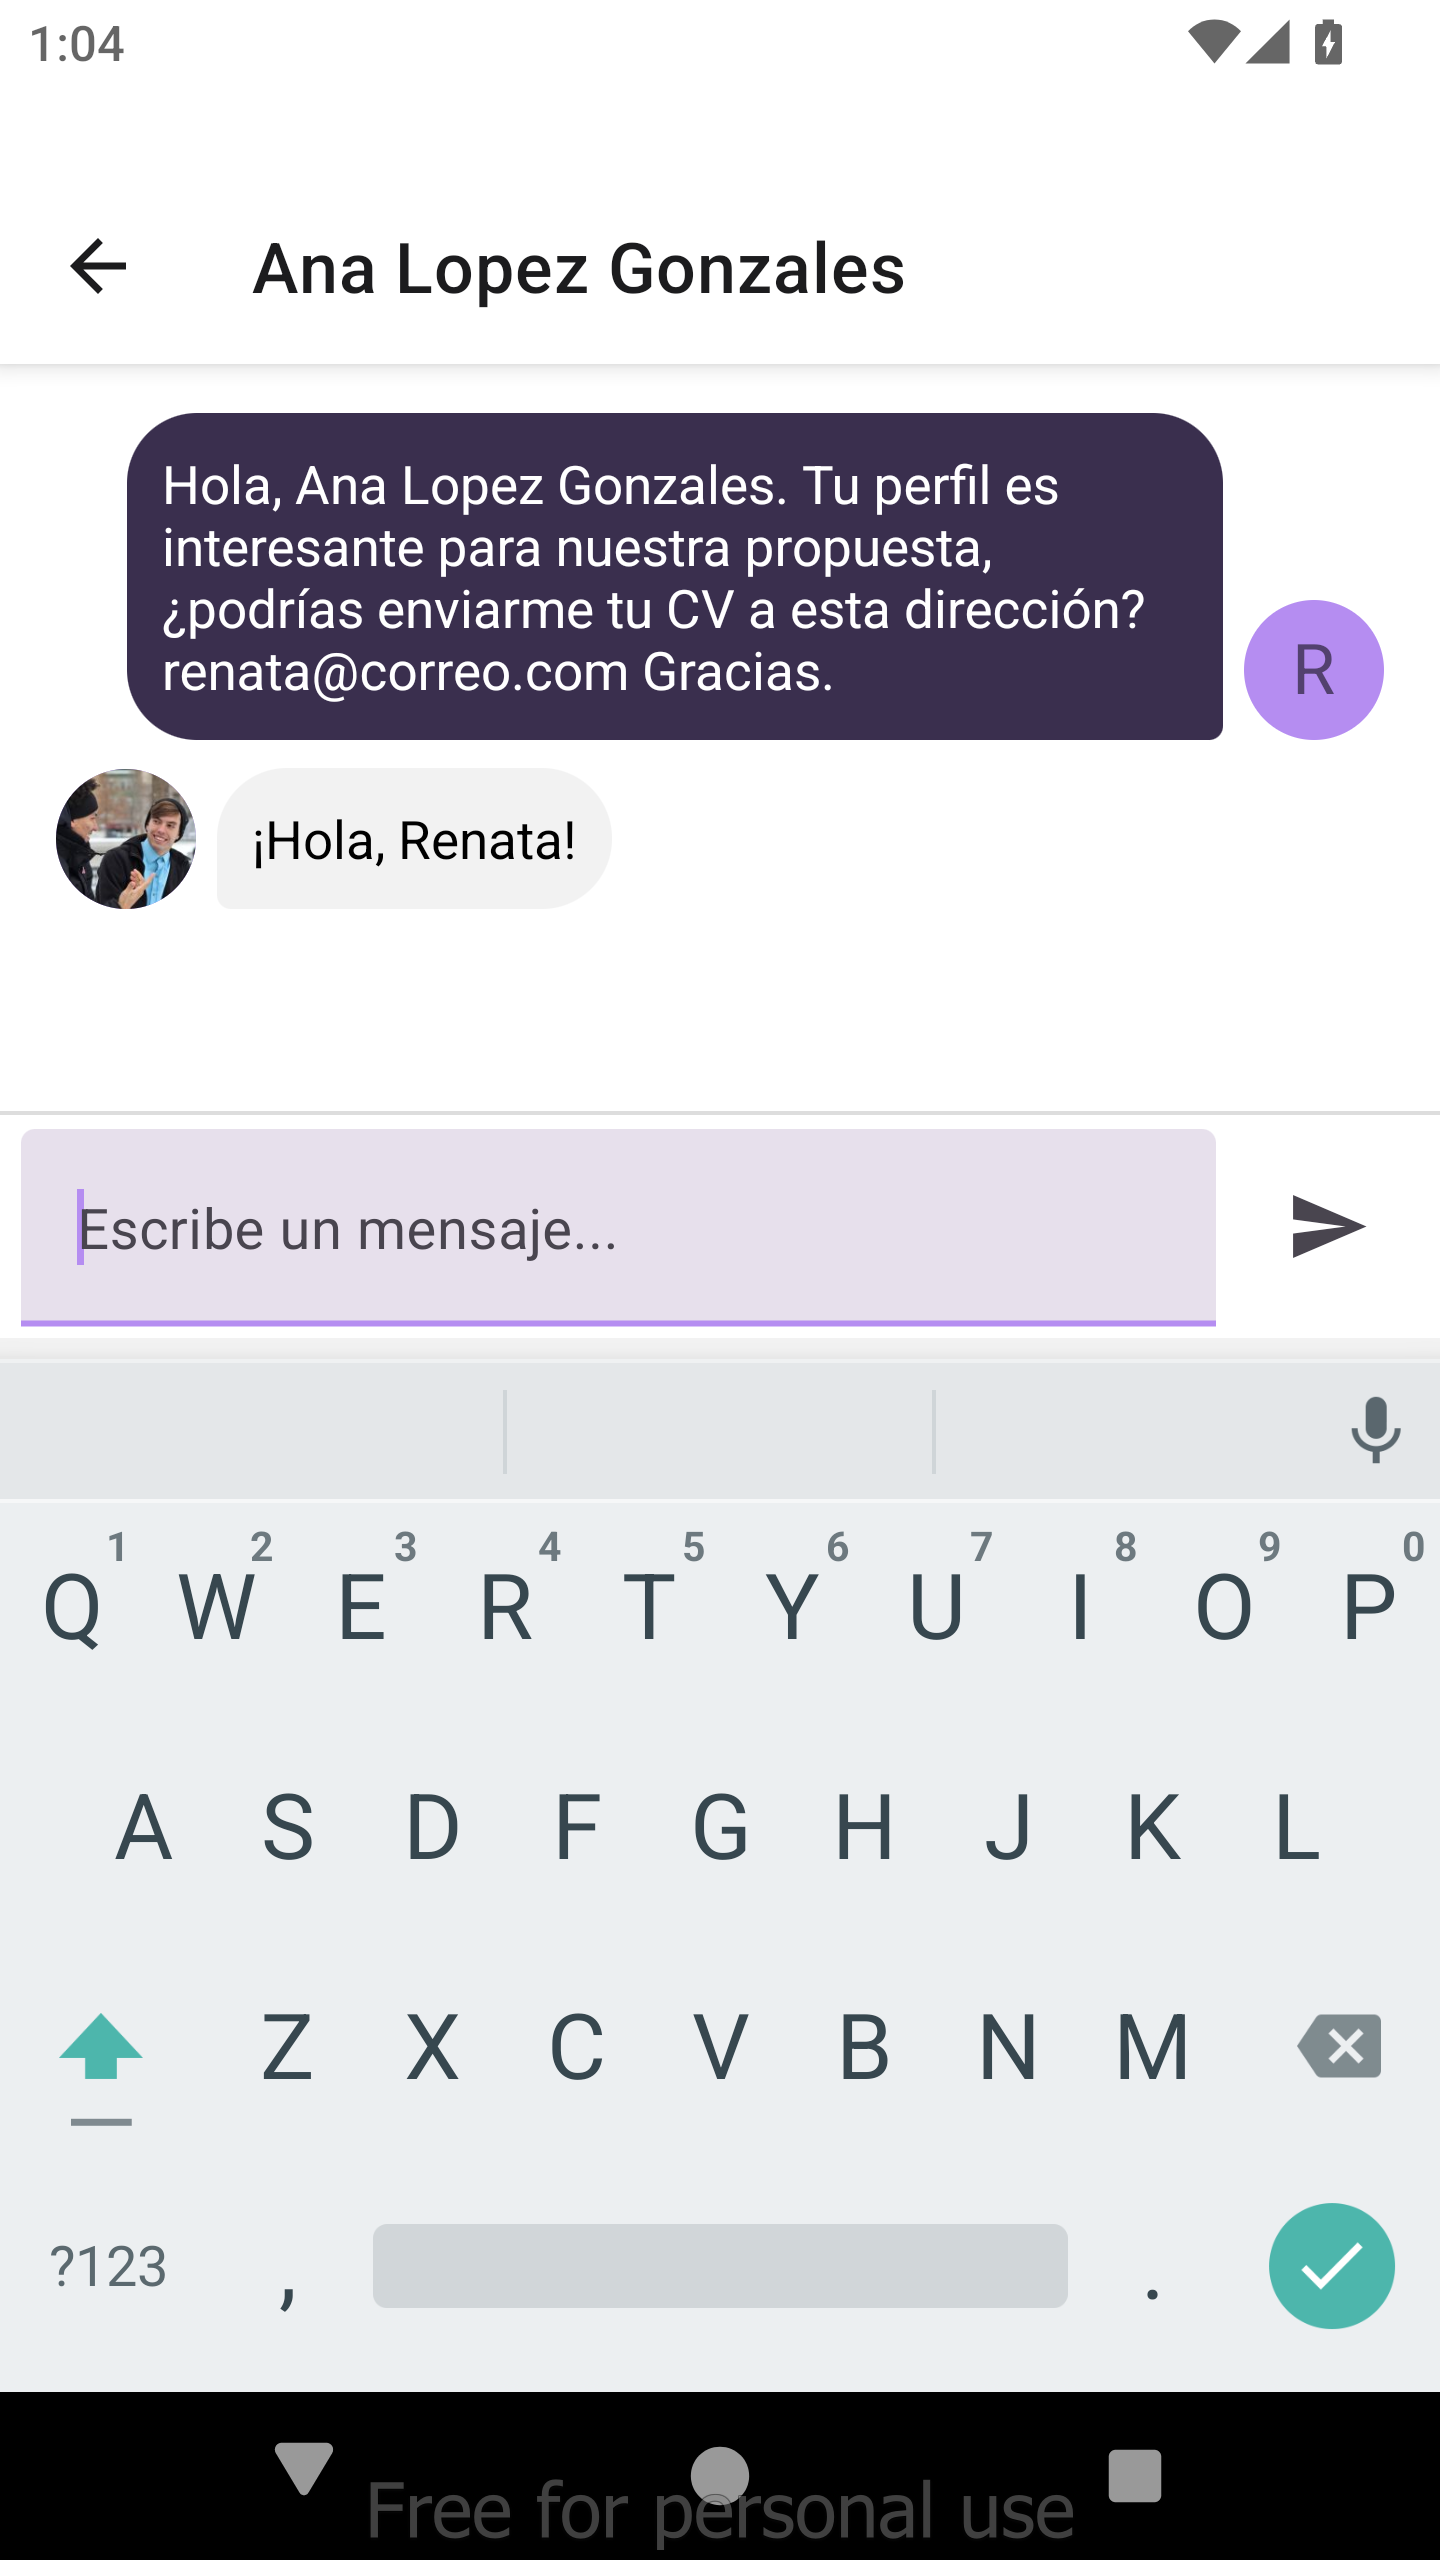 1:04
Ana Lopez Gonzales
Hola, Ana Lopez Gonzales. Tu perfil es
interesante para nuestra propuesta,
¿podrías enviarme tu CV a esta dirección?
renata@correo.com Gracias.
R
¡Hola, Renata!
Escribe un mensaje...
1 2 3 4 5 6 7 8 9 0
Q W E R T Y U I O P
A S D F G H J K L
Z X C V B N M
?123 , .
Free for personal use